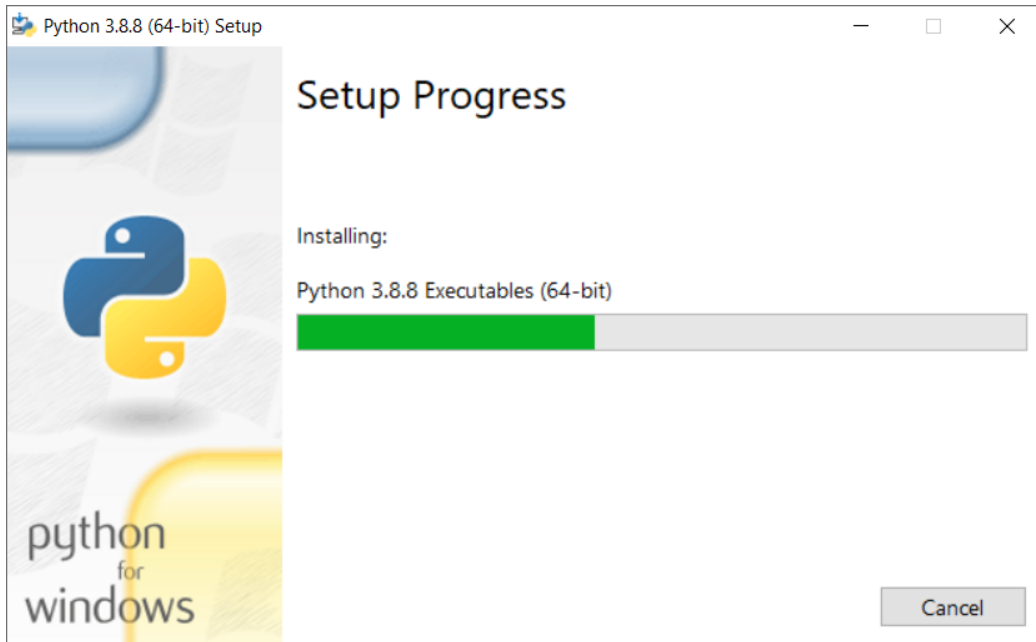 Python 3.8.8 (64-bit) Setup
Setup Progress
Installing:
Python 3.8.8 Executables (64-bit)
python
for
windows
Cancel